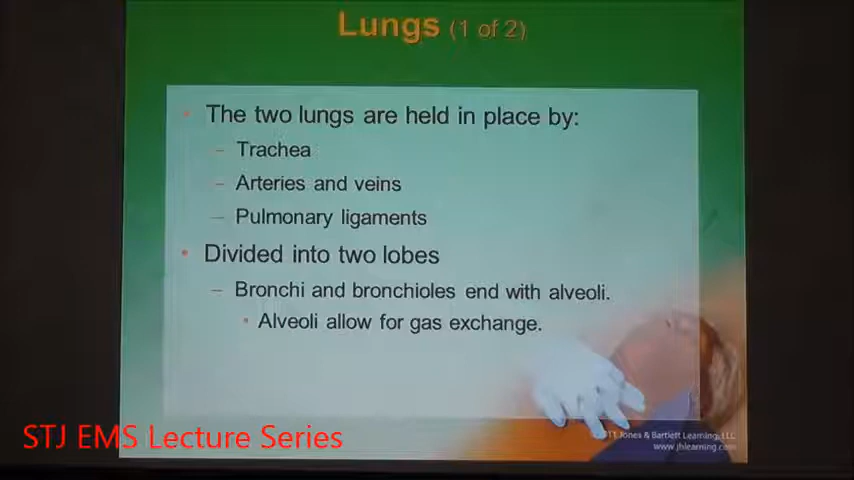 Lungs (1 of 2)
• The two lungs are held in place by:
– Trachea
– Arteries and veins
– Pulmonary ligaments
• Divided into two lobes
– Bronchi and bronchioles end with alveoli.
• Alveoli allow for gas exchange.
STJ EMS Lecture Series
Jones & Bartlett Learning, LLC
www.jblearning.com